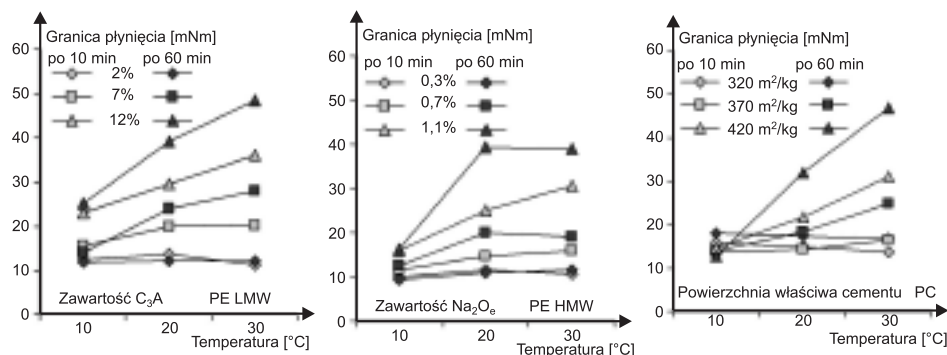 Granica płynięcia [mNm]
60
po 10 min po 60 min
2%
50
7%
12%
40
30
20
10
Zawartość C₃A PE LMW
0
10 20 30
Temperatura [°C]
Granica płynięcia [mNm]
60
po 10 min po 60 min
0,3%
50
0,7%
1,1%
40
30
20
10
Zawartość Na₂Oₑ PE HMW
0
10 20 30
Temperatura [°C]
Granica płynięcia [mNm]
60
po 10 min po 60 min
320 m²/kg
50
370 m²/kg
420 m²/kg
40
30
20
10
Powierzchnia właściwa cementu PC
0
10 20 30
Temperatura [°C]